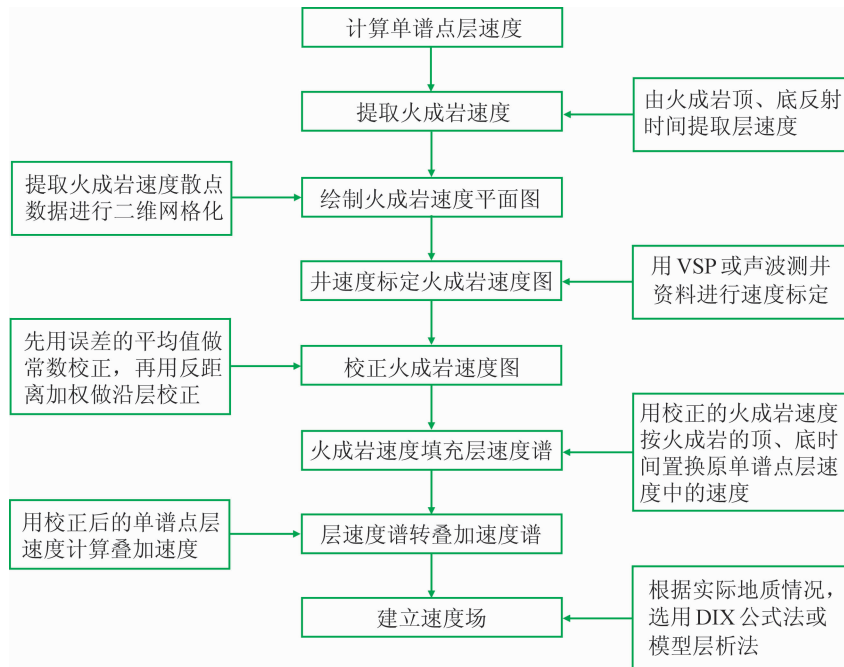 计算单谱点层速度
提取火成岩速度
由火成岩顶、底反射
时间提取层速度
提取火成岩速度散点
数据进行二维网格化
绘制火成岩速度平面图
井速度标定火成岩速度图
用VSP或声波测井
资料进行速度标定
先用误差的平均值做
常数校正，再用反距
离加权做沿层校正
校正火成岩速度图
火成岩速度填充层速度谱
用校正的火成岩速度
按火成岩的顶、底时
间置换原单谱点层速
度中的速度
用校正后的单谱点层
速度计算叠加速度
层速度谱转叠加速度谱
建立速度场
根据实际地质情况，
选用DIX公式法或
模型层析法